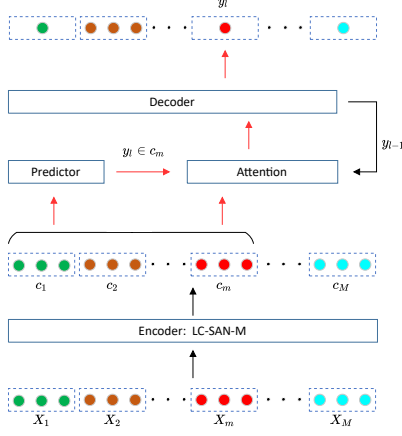 y_l
Decoder
y_{l-1}
y_l ∈ c_m
Predictor
Attention
c_1 c_2 c_m c_M
Encoder: LC-SAN-M
X_1 X_2 X_m X_M